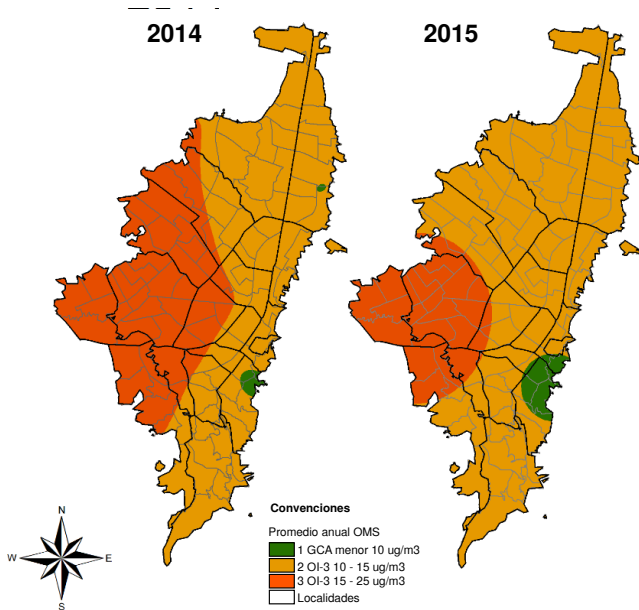 2014
2015
N
W
E
S
Convenciones
Promedio anual OMS
1 GCA menor 10 ug/m3
2 OI-3 10 - 15 ug/m3
3 OI-3 15 - 25 ug/m3
Localidades